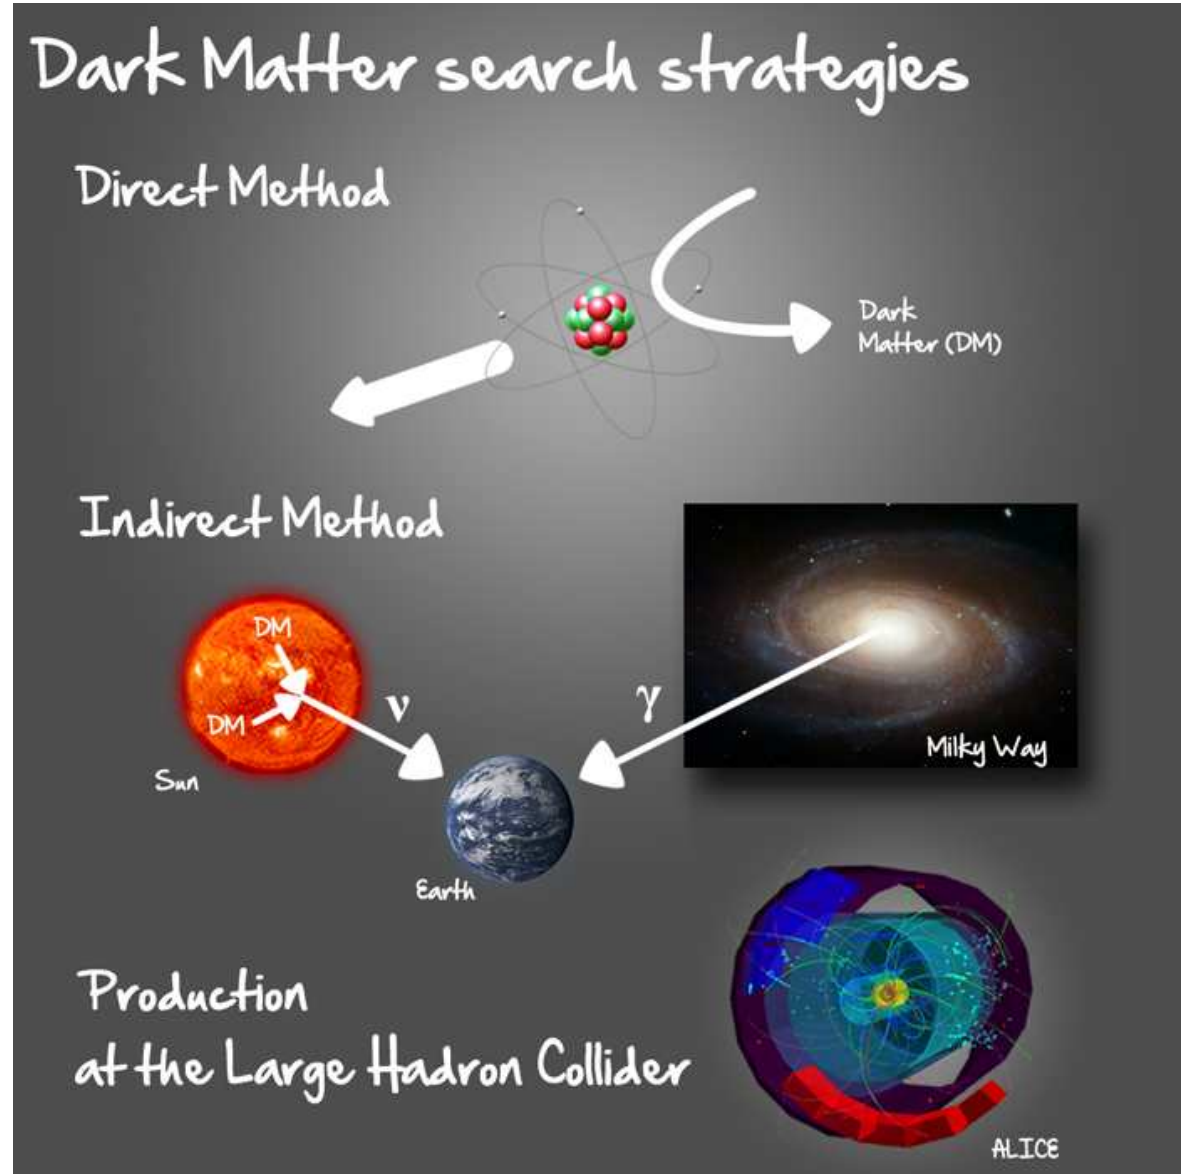 Dark Matter search strategies
Direct Method
Dark
Matter (DM)
Indirect Method
DM
DM
ν
γ
Sun
Milky Way
Earth
Production
at the Large Hadron Collider
ALICE